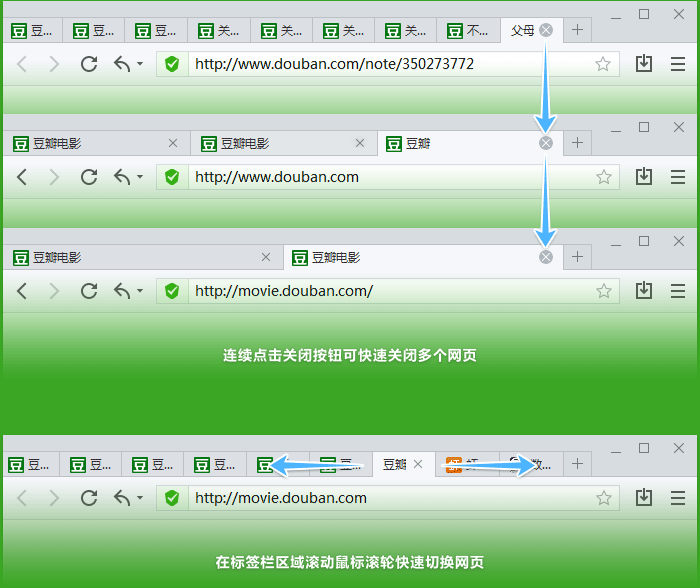 豆... 豆... 豆... 关... 关... 关... 关... 不... 父母
http://www.douban.com/note/350273772
豆瓣电影 豆瓣电影 豆瓣
http://www.douban.com
豆瓣电影 豆瓣电影
http://movie.douban.com/
连续点击关闭按钮可快速关闭多个网页
豆... 豆... 豆... 豆... 豆瓣 数...
http://movie.douban.com
在标签栏区域滚动鼠标滚轮快速切换网页